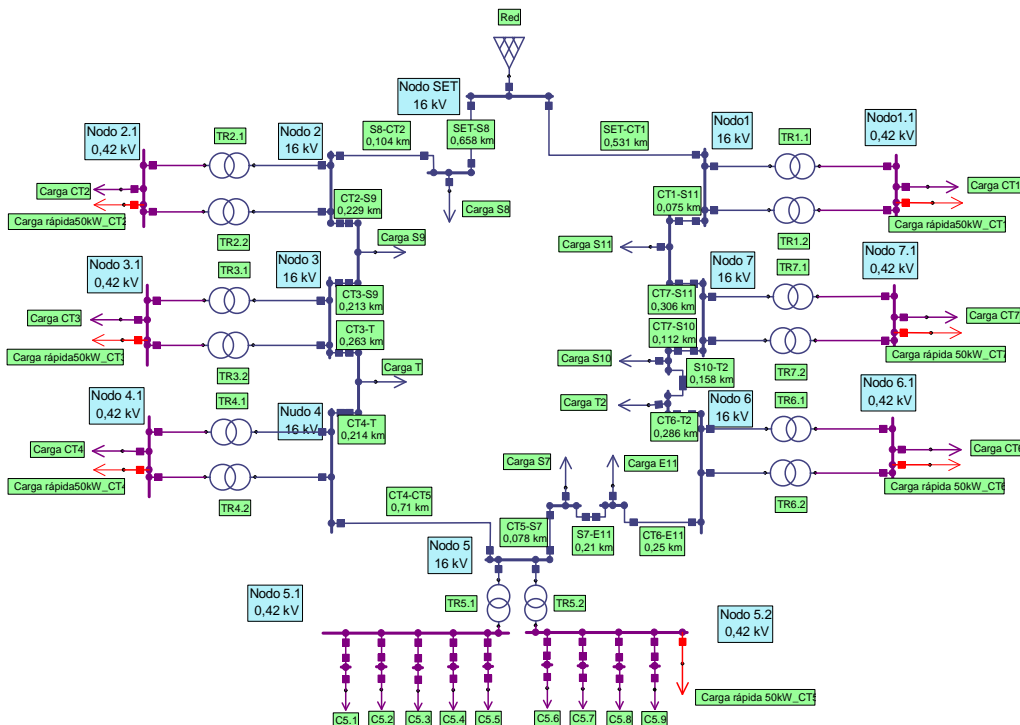 Red
Nodo SET
16 kV
S8-CT2
0,104 km
SET-S8
0,658 km
SET-CT1
0,531 km
Nodo1
16 kV
TR1.1
Nodo1.1
0,42 kV
Nodo 2.1
0,42 kV
TR2.1
Nodo 2
16 kV
Carga CT2
Carga rápida50kW_CT2
TR2.2
CT2-S9
0,229 km
Carga S8
CT1-S11
0,075 km
Carga CT1
Carga rápida50kW_CT1
TR1.2
Carga S9
Carga S11
Nodo 3.1
0,42 kV
TR3.1
Nodo 3
16 kV
Nodo 7
16 kV
TR7.1
Nodo 7.1
0,42 kV
CT3-S9
0,213 km
CT7-S11
0,306 km
Carga CT3
Carga rápida50kW_CT3
TR3.2
CT3-T
0,263 km
CT7-S10
0,112 km
Carga CT7
Carga rápida 50kW_CT7
TR7.2
Carga T
Carga S10
S10-T2
0,158 km
Nodo 4.1
0,42 kV
TR4.1
Nudo 4
16 kV
Carga T2
Nodo 6
16 kV
TR6.1
Nodo 6.1
0,42 kV
CT4-T
0,214 km
CT6-T2
0,286 km
Carga CT4
Carga rápida50kW_CT4
TR4.2
Carga S7
Carga E11
Carga CT6
Carga rápida 50kW_CT6
TR6.2
CT4-CT5
0,71 km
CT5-S7
0,078 km
S7-E11
0,21 km
CT6-E11
0,25 km
Nodo 5
16 kV
Nodo 5.1
0,42 kV
TR5.1
TR5.2
Nodo 5.2
0,42 kV
Carga rápida 50kW_CT5
C5.1
C5.2
C5.3
C5.4
C5.5
C5.6
C5.7
C5.8
C5.9